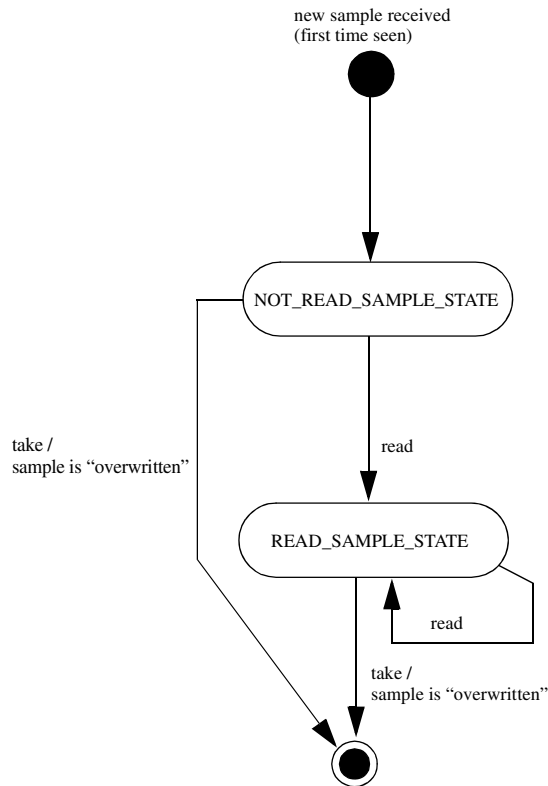 new sample received
(first time seen)
NOT_READ_SAMPLE_STATE
take /
sample is “overwritten”
read
READ_SAMPLE_STATE
read
take /
sample is “overwritten”